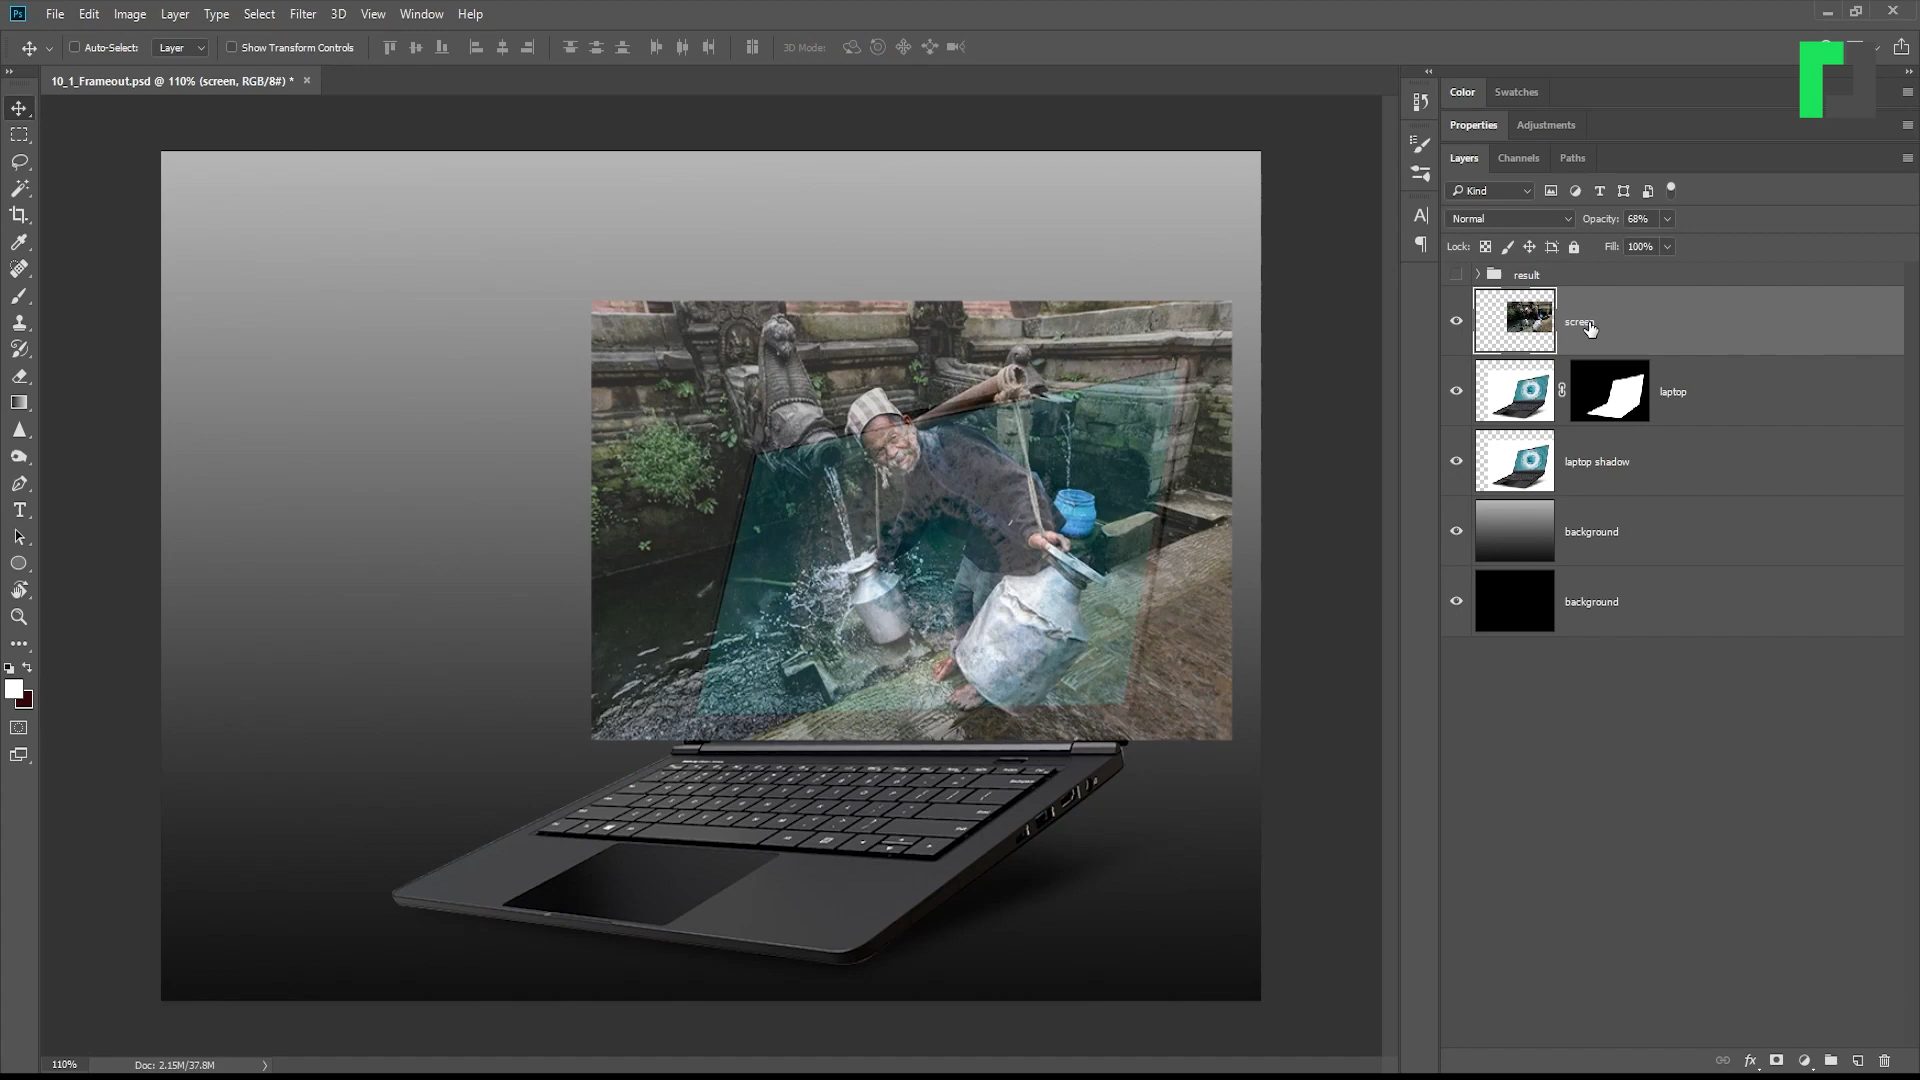 Ps File Edit Image Layer Type Select Filter 3D View Window Help
Auto-Select: Layer Show Transform Controls 3D Mode:
10_1_Frameout.psd @ 110% (screen, RGB/8#) * ×
Color Swatches
Properties Adjustments
Layers Channels Paths
Kind
Normal Opacity: 68%
Lock: Fill: 100%
result
screen
laptop
laptop shadow
background
background
110% Doc: 2.15M/37.8M